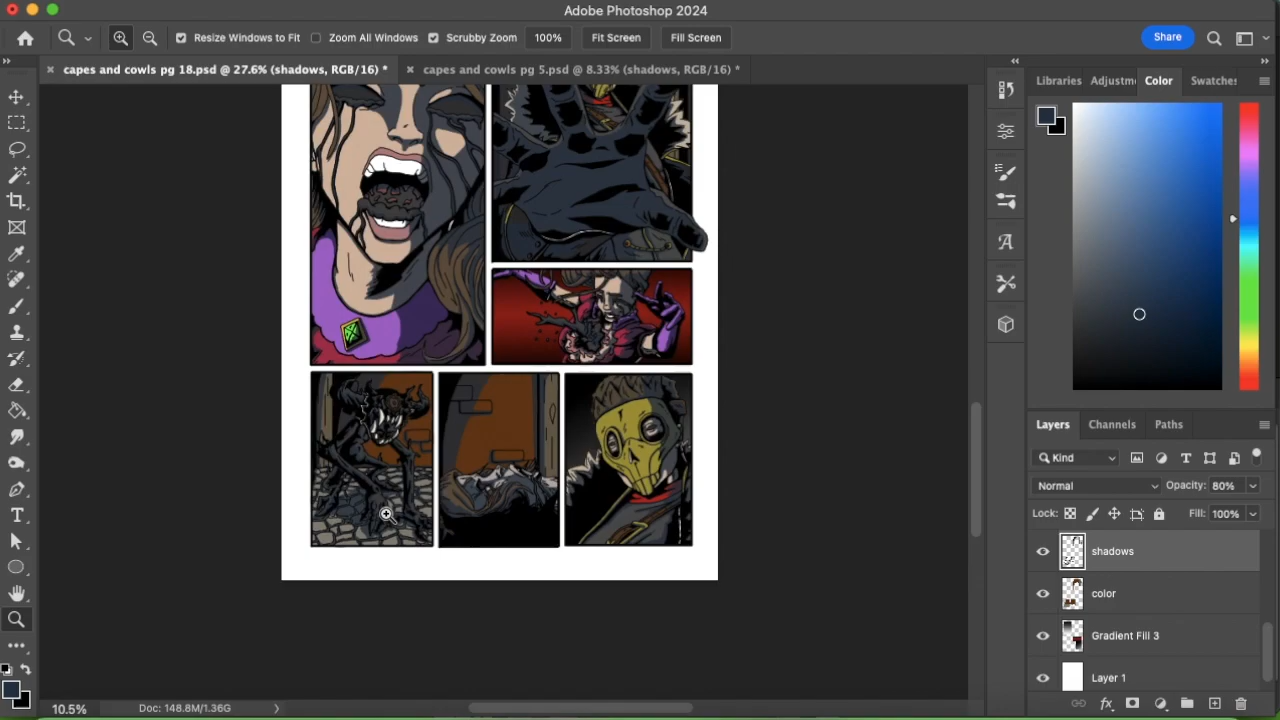 Adobe Photoshop 2024
Resize Windows to Fit Zoom All Windows Scrubby Zoom 100% Fit Screen Fill Screen Share
capes and cowls pg 18.psd @ 27.6% (shadows, RGB/16) * capes and cowls pg 5.psd @ 8.33% (shadows, RGB/16) *
Libraries Adjustm Color Swatches
Layers Channels Paths
Kind
Normal Opacity: 80%
Lock: Fill: 100%
shadows
color
Gradient Fill 3
Layer 1
10.5% Doc: 148.8M/1.36G